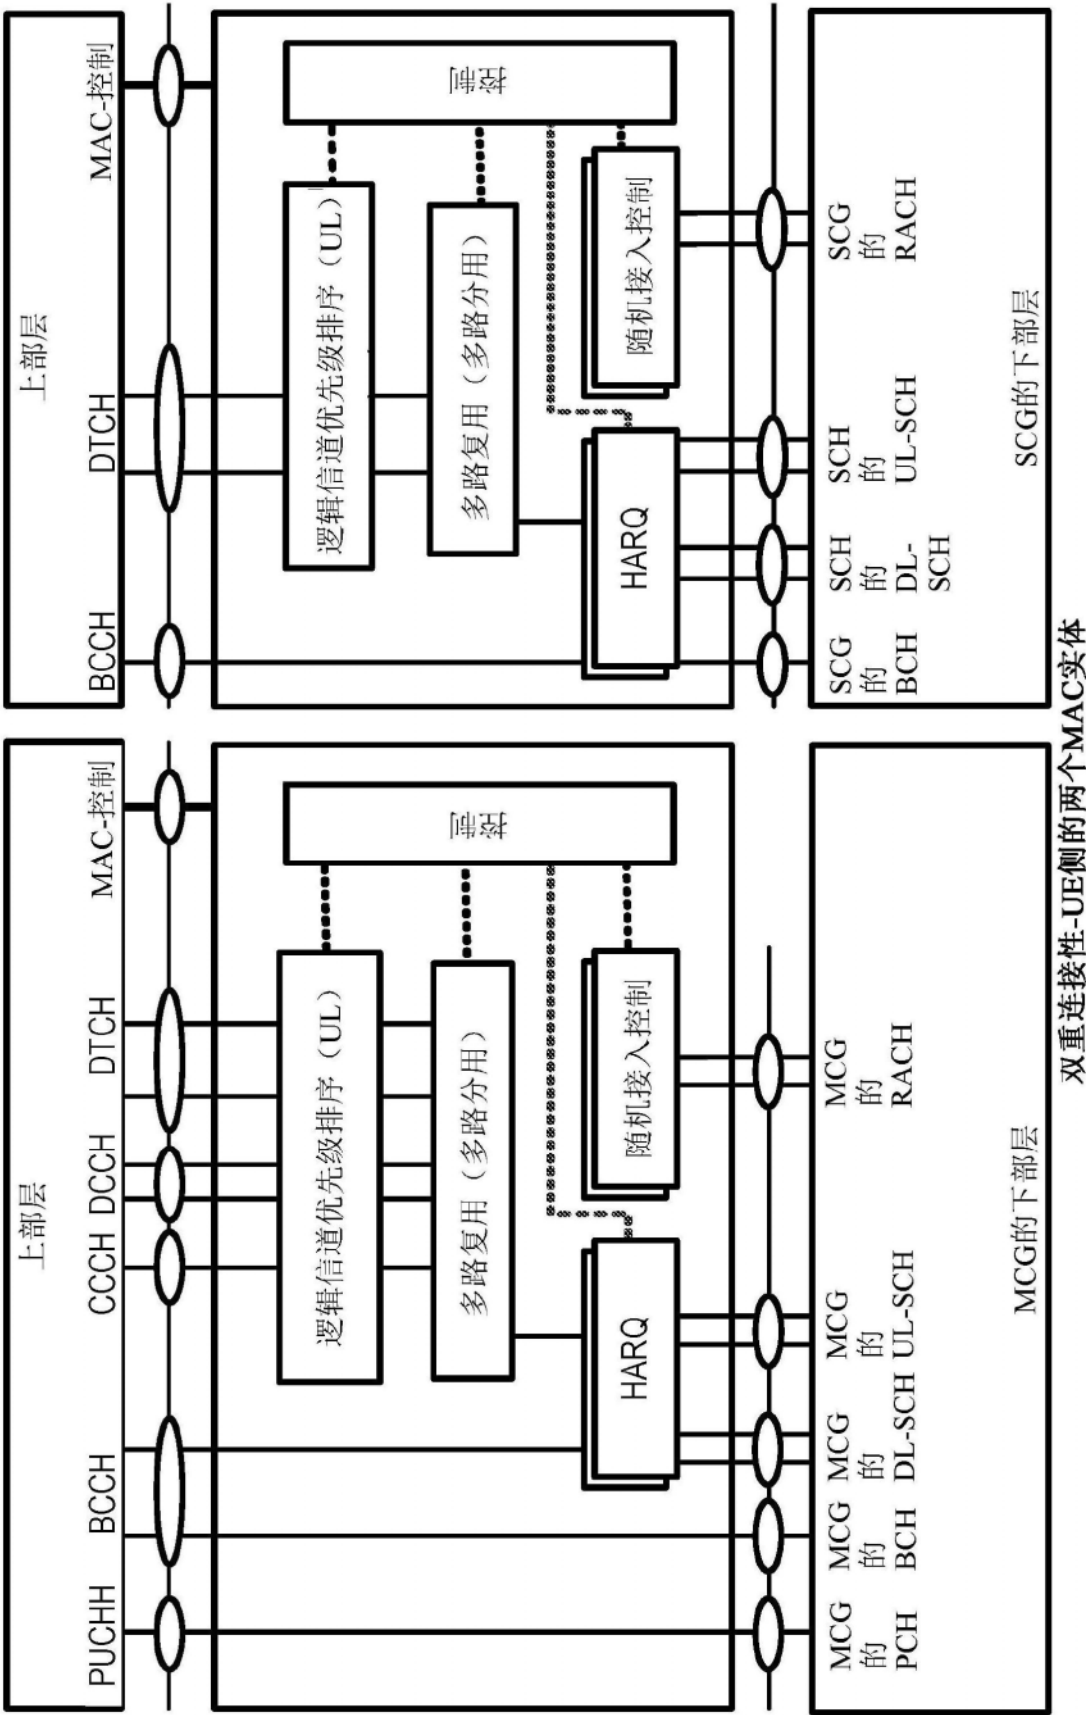 上部层
PUCHH
BCCH
CCCH
DCCH
DTCH
MAC-控制
逻辑信道优先级排序（UL）
多路复用（多路分用）
控制
HARQ
随机接入控制
MCG
的
PCH
MCG
的
BCH
MCG
的
DL-SCH
MCG
的
UL-SCH
MCG
的
RACH
MCG的下部层
上部层
BCCH
DTCH
MAC-控制
逻辑信道优先级排序（UL）
多路复用（多路分用）
控制
HARQ
随机接入控制
SCG
的
BCH
SCH
的
DL-
SCH
SCH
的
UL-SCH
SCG
的
RACH
SCG的下部层
双重连接性-UE侧的两个MAC实体